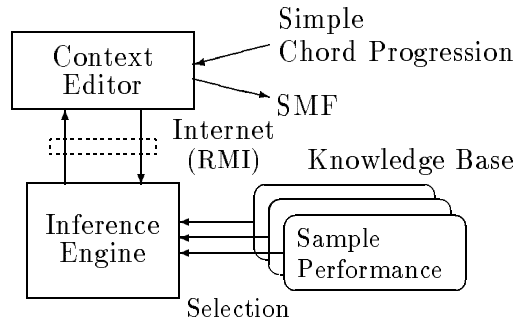 Simple
Chord Progression
Context
Editor
SMF
Internet
(RMI)
Knowledge Base
Inference
Engine
Sample
Performance
Selection